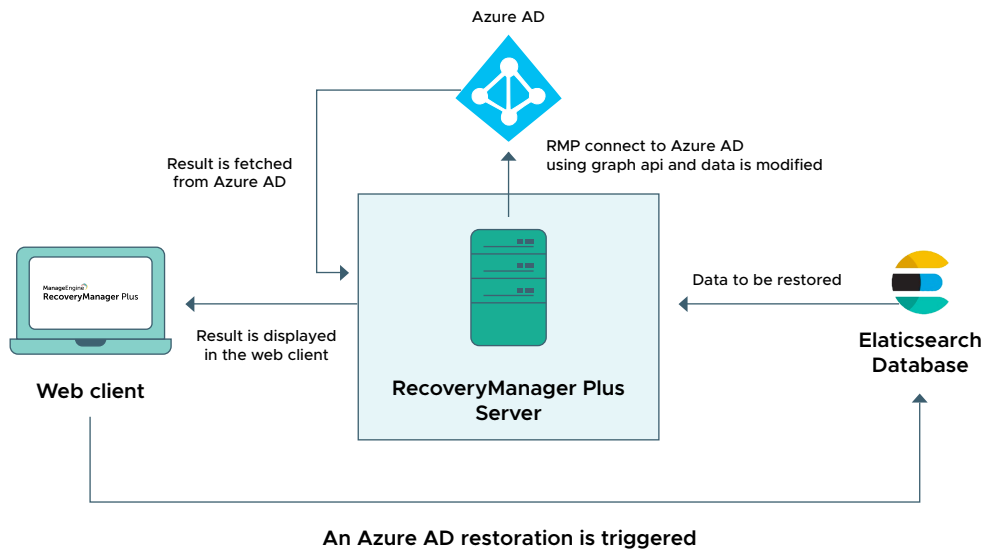 Azure AD
RMP connect to Azure AD
using graph api and data is modified
Result is fetched
from Azure AD
ManageEngine
RecoveryManager Plus
Data to be restored
Result is displayed
in the web client
Elaticsearch
Database
Web client
RecoveryManager Plus
Server
An Azure AD restoration is triggered